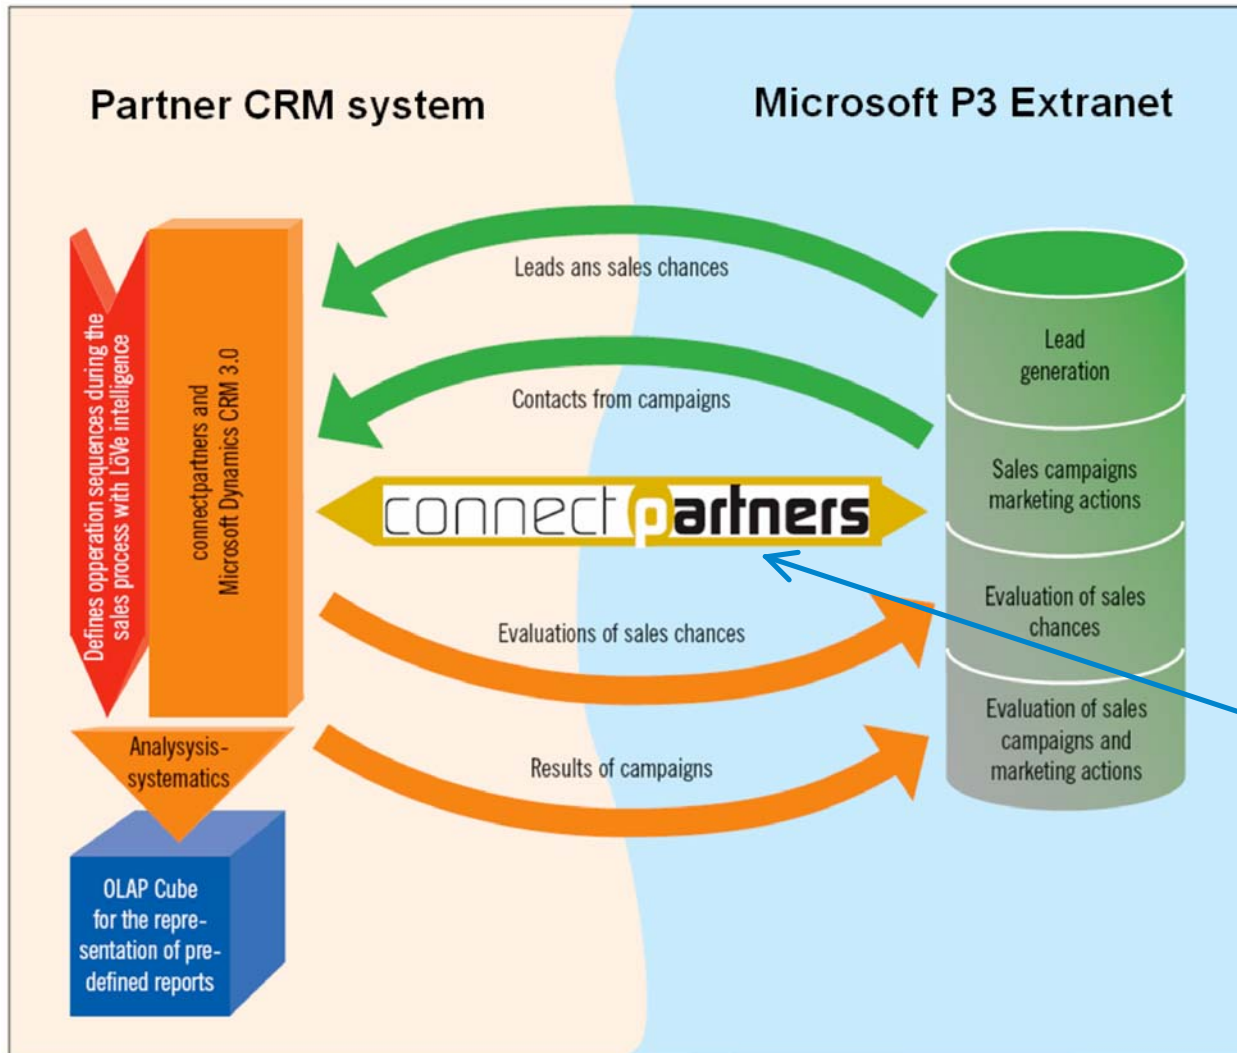 Partner CRM system
Microsoft P3 Extranet
Leads ans sales chances
Contacts from campaigns
connectpartners
Evaluations of sales chances
Results of campaigns
Defines opperation sequences during the
sales process with LöVe intelligence
connectpartners and
Microsoft Dynamics CRM 3.0
Analysysis-
systematics
OLAP Cube
for the repre-
sentation of pre-
defined reports
Lead
generation
Sales campaigns
marketing actions
Evaluation of sales
chances
Evaluation of sales
campaigns and
marketing actions